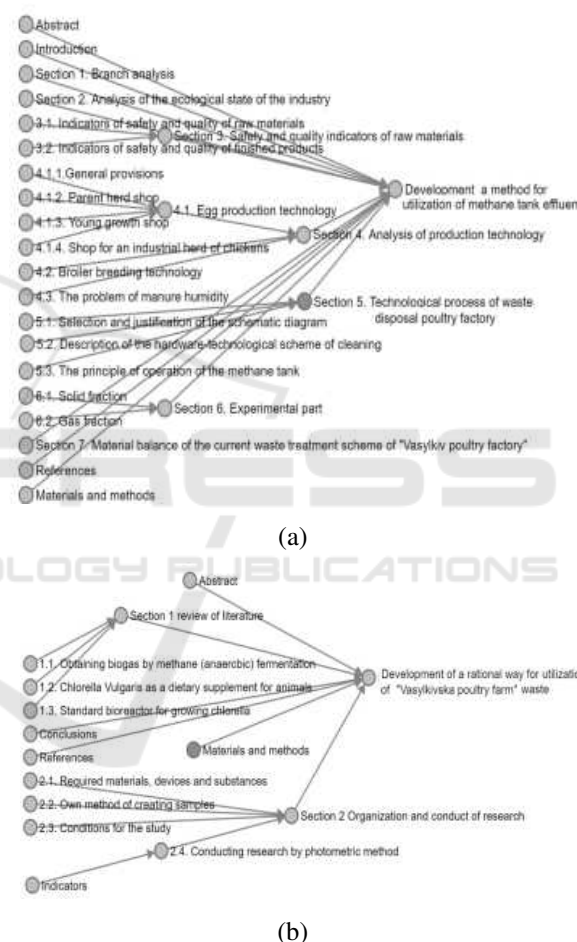 Abstract
Introduction
Section 1. Branch analysis
Section 2. Analysis of the ecological state of the industry
3.1. Indicators of safety and quality of raw materials
Section 3. Safety and quality indicators of raw materials
3.2. Indicators of safety and quality of finished products
4.1.1.General provisions
Development a method for
utilization of methane tank effluen
4.1.2. Parent herd shop
4.1. Egg production technology
4.1.3. Young growth shop
Section 4. Analysis of production technology
4.1.4. Shop for an industrial herd of chickens
4.2. Broiler breeding technology
4.3. The problem of manure humidity
Section 5. Technological process of waste
disposal poultry factory
5.1. Selection and justification of the schematic diagram
5.2. Description of the hardware-technological scheme of cleaning
5.3. The principle of operation of the methane tank
6.1. Solid fraction
Section 6. Experimental part
6.2. Gas fraction
Section 7. Material balance of the current waste treatment scheme of "Vasylkiv poultry factory"
References
Materials and methods
PRESS
(a)
OLOGY PUBLICATIONS
Abstract
Section 1 review of literature
1.1. Obtaining biogas by methane (anaerobic) fermentation
Development of a rational way for utilizatio
of "Vasylkivska poultry farm" waste
1.2. Chlorella Vulgaris as a dietary supplement for animals
1.3. Standard bioreactor for growing chlorella
Conclusions
Materials and methods
References
2.1. Required materials, devices and substances
2.2. Own method of creating samples
Section 2 Organization and conduct of research
2.3. Conditions for the study
2.4. Conducting research by photometric method
Indicators
(b)